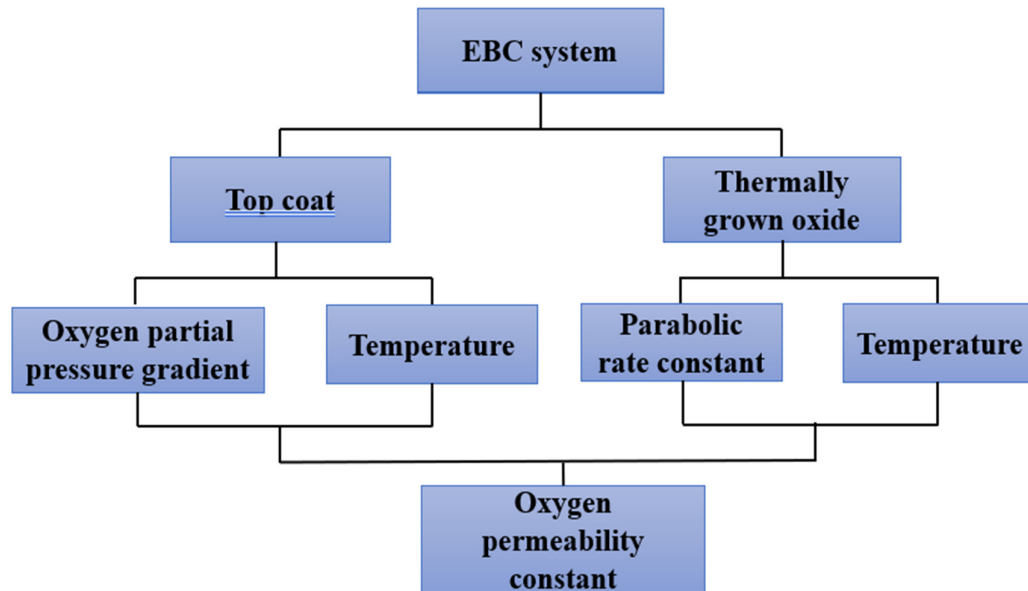 EBC system
Top coat
Thermally
grown oxide
Oxygen partial
pressure gradient
Temperature
Parabolic
rate constant
Temperature
Oxygen
permeability
constant